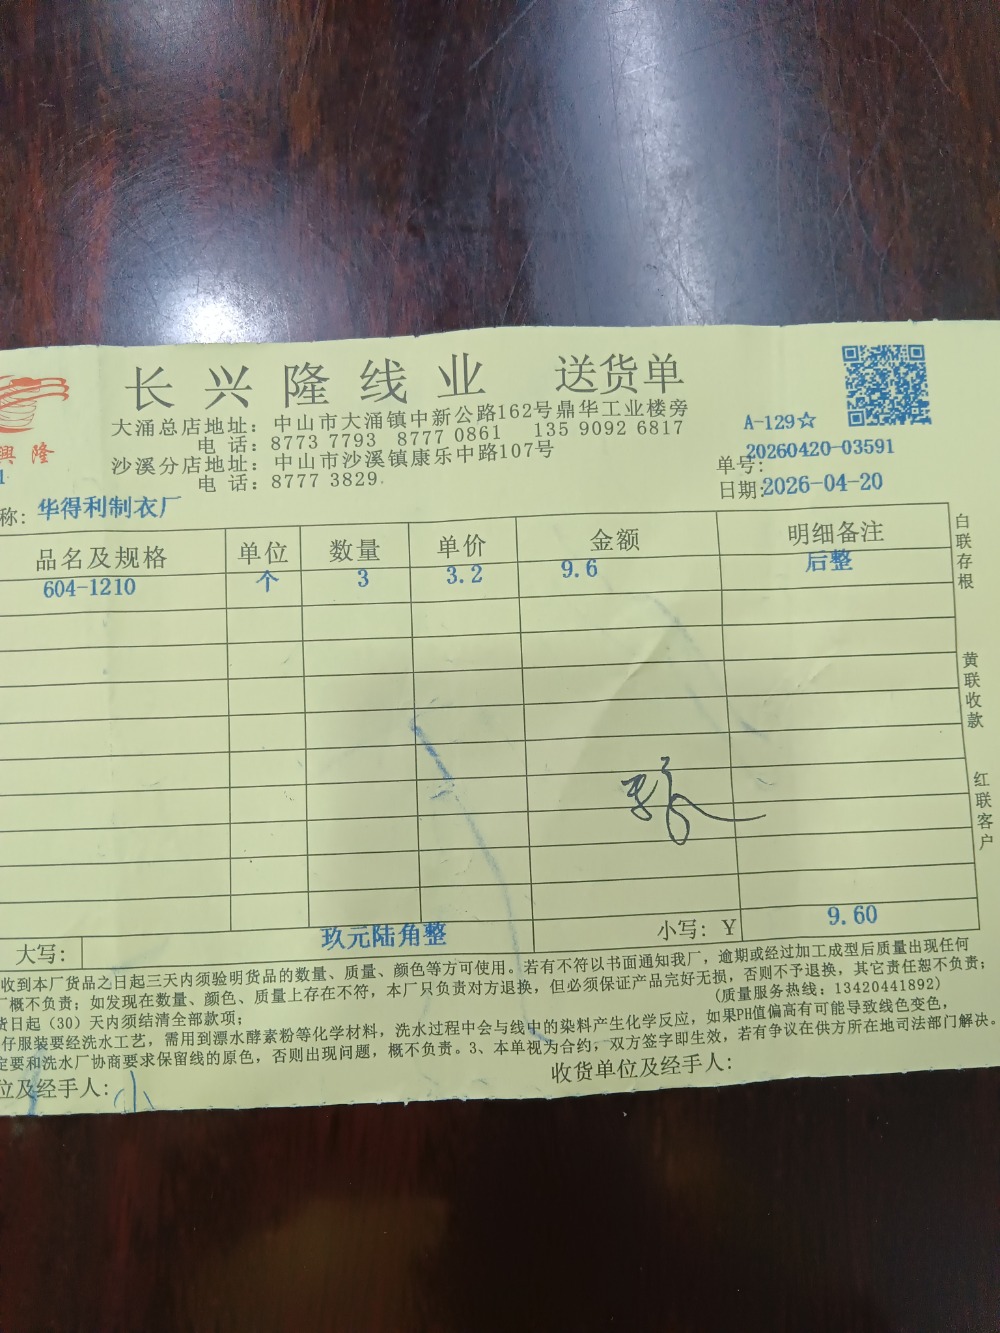 长兴隆线业 送货单
大涌总店地址：中山市大涌镇中新公路162号鼎华工业楼旁
电 话：8773 7793 8777 0861 135 9092 6817
沙溪分店地址：中山市沙溪镇康乐中路107号
电 话：8777 3829
興隆
A-129☆
单号：20260420-03591
日期：2026-04-20
称：华得利制衣厂
品名及规格 单位 数量 单价 金额 明细备注
604-1210 个 3 3.2 9.6 后整
白联存根
黄联收款
红联客户
大写： 玖元陆角整 小写：Y 9.60
收到本厂货品之日起三天内须验明货品的数量、质量、颜色等方可使用。若有不符以书面通知我厂，逾期或经过加工成型后质量出现任何
厂概不负责；如发现在数量、颜色、质量上存在不符，本厂只负责对方退换，但必须保证产品完好无损，否则不予退换，其它责任恕不负责；
货日起（30）天内须结清全部款项； (质量服务热线：13420441892)
仔服装要经洗水工艺，需用到漂水酵素粉等化学材料，洗水过程中会与线中的染料产生化学反应，如果PH值偏高有可能导致线色变色，
定要和洗水厂协商要求保留线的原色，否则出现问题，概不负责。3、本单视为合约，双方签字即生效，若有争议在供方所在地司法部门解决。
位及经手人： 收货单位及经手人：